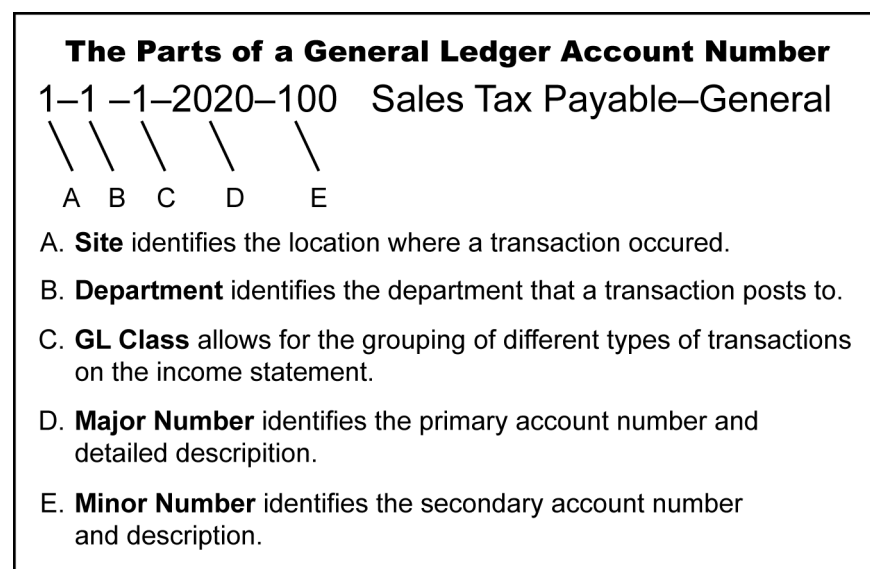 The Parts of a General Ledger Account Number
1–1 –1–2020–100 Sales Tax Payable–General
A B C D E
A. Site identifies the location where a transaction occured.
B. Department identifies the department that a transaction posts to.
C. GL Class allows for the grouping of different types of transactions
on the income statement.
D. Major Number identifies the primary account number and
detailed descripition.
E. Minor Number identifies the secondary account number
and description.